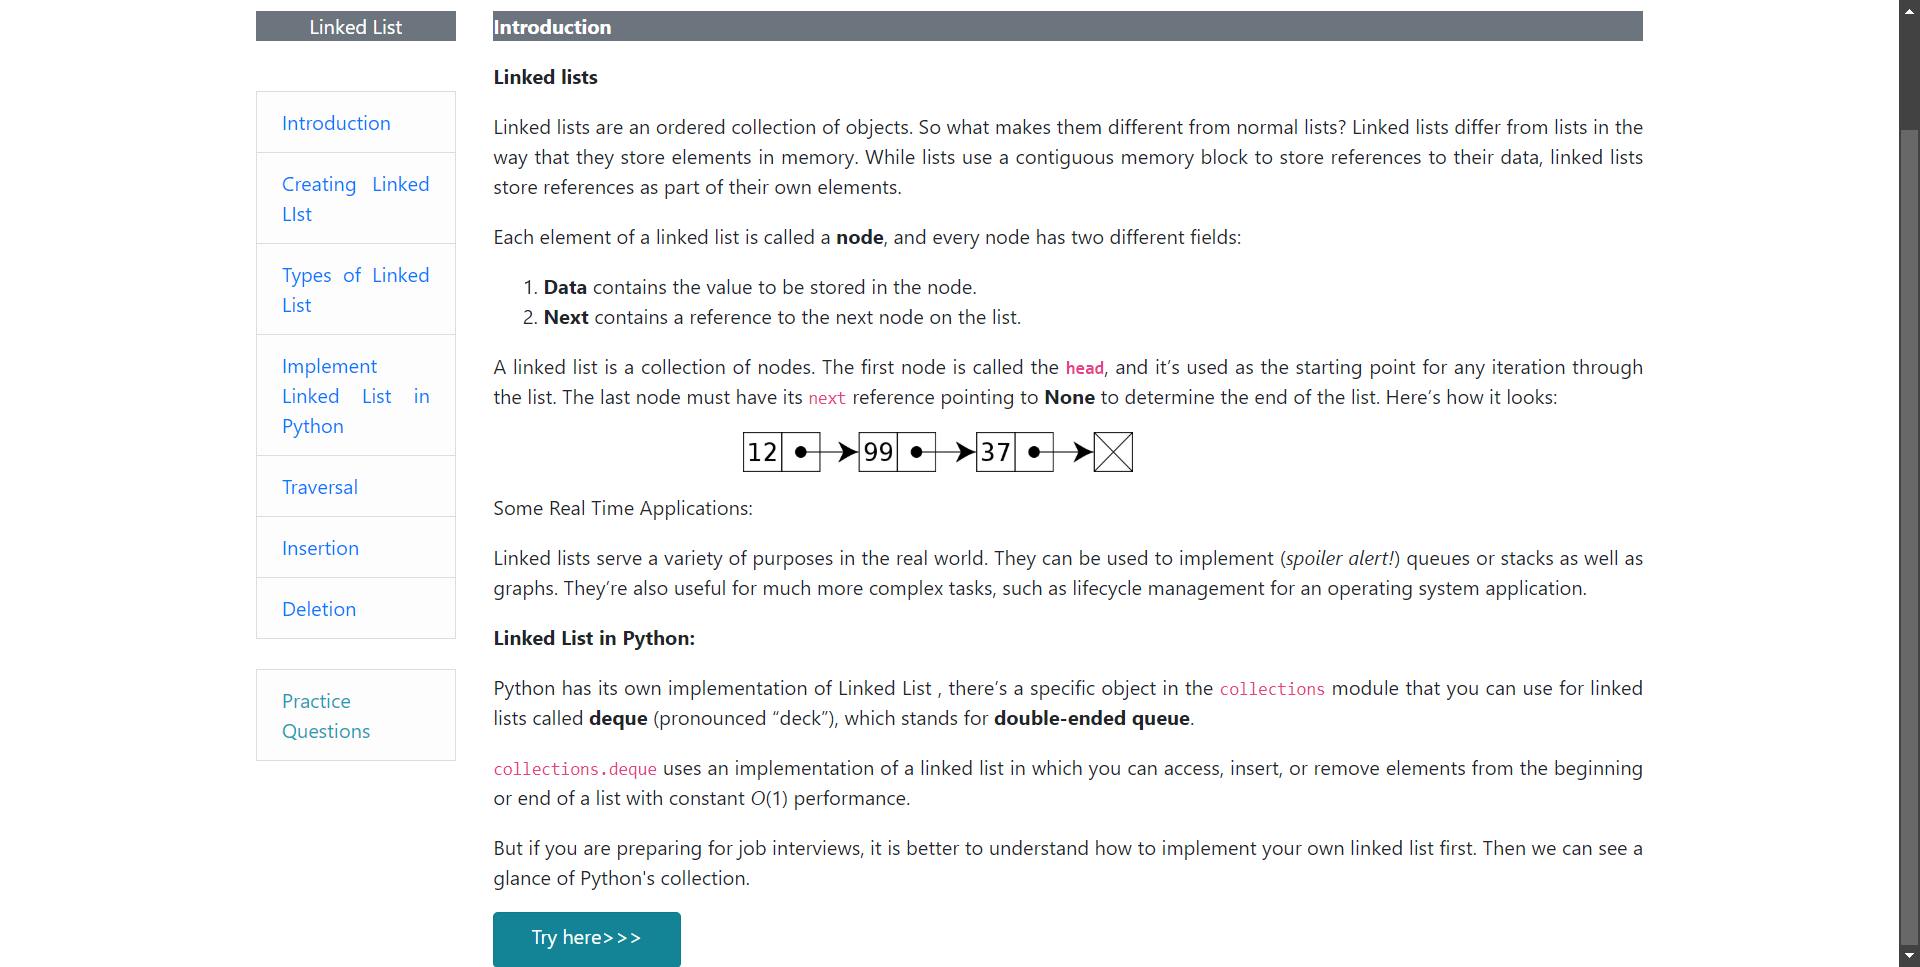 Linked List
Introduction
Creating Linked
LIst
Types of Linked
List
Implement
Linked List in
Python
Traversal
Insertion
Deletion
Practice
Questions
Introduction
Linked lists
Linked lists are an ordered collection of objects. So what makes them different from normal lists? Linked lists differ from lists in the
way that they store elements in memory. While lists use a contiguous memory block to store references to their data, linked lists
store references as part of their own elements.
Each element of a linked list is called a node, and every node has two different fields:
1. Data contains the value to be stored in the node.
2. Next contains a reference to the next node on the list.
A linked list is a collection of nodes. The first node is called the head, and it’s used as the starting point for any iteration through
the list. The last node must have its next reference pointing to None to determine the end of the list. Here’s how it looks:
12 99 37
Some Real Time Applications:
Linked lists serve a variety of purposes in the real world. They can be used to implement (spoiler alert!) queues or stacks as well as
graphs. They’re also useful for much more complex tasks, such as lifecycle management for an operating system application.
Linked List in Python:
Python has its own implementation of Linked List , there’s a specific object in the collections module that you can use for linked
lists called deque (pronounced “deck”), which stands for double-ended queue.
collections.deque uses an implementation of a linked list in which you can access, insert, or remove elements from the beginning
or end of a list with constant O(1) performance.
But if you are preparing for job interviews, it is better to understand how to implement your own linked list first. Then we can see a
glance of Python's collection.
Try here>>>